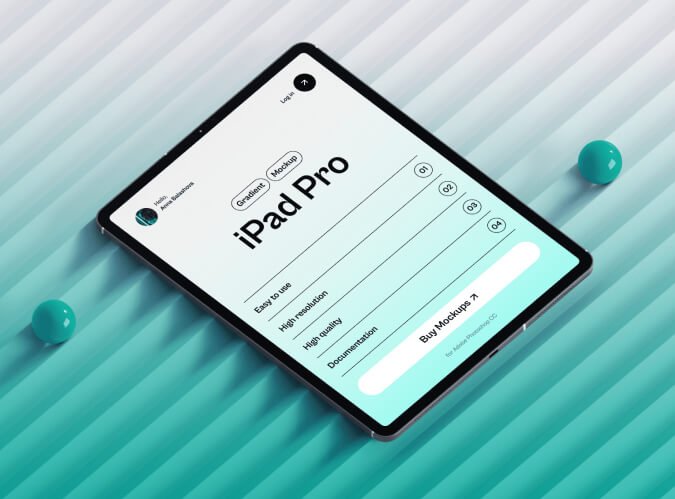 Log in
Hello,
Anna Balashova
Gradient Mockup
iPad Pro
Easy to use 01
High resolution 02
High quality 03
Documentation 04
Buy Mockups
for Adobe Photoshop CC